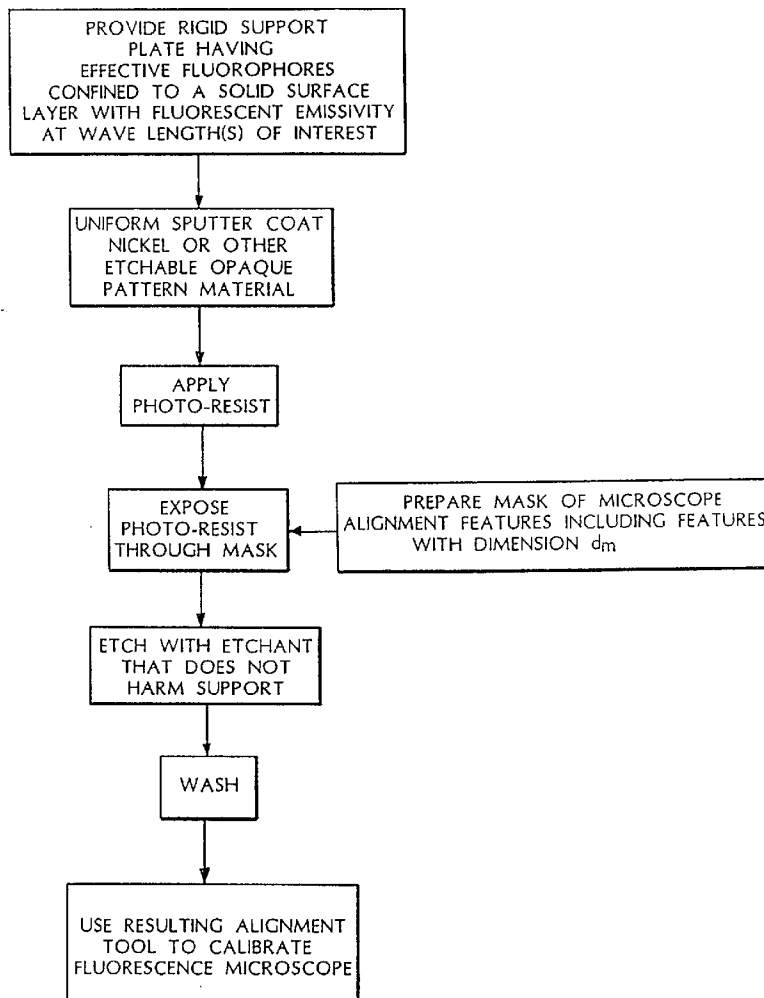 PROVIDE RIGID SUPPORT
PLATE HAVING
EFFECTIVE FLUOROPHORES
CONFINED TO A SOLID SURFACE
LAYER WITH FLUORESCENT EMISSIVITY
AT WAVE LENGTH(S) OF INTEREST
UNIFORM SPUTTER COAT
NICKEL OR OTHER
ETCHABLE OPAQUE
PATTERN MATERIAL
APPLY
PHOTO-RESIST
EXPOSE
PHOTO-RESIST
THROUGH MASK
PREPARE MASK OF MICROSCOPE
ALIGNMENT FEATURES INCLUDING FEATURES
WITH DIMENSION dm
ETCH WITH ETCHANT
THAT DOES NOT
HARM SUPPORT
WASH
USE RESULTING ALIGNMENT
TOOL TO CALIBRATE
FLUORESCENCE MICROSCOPE